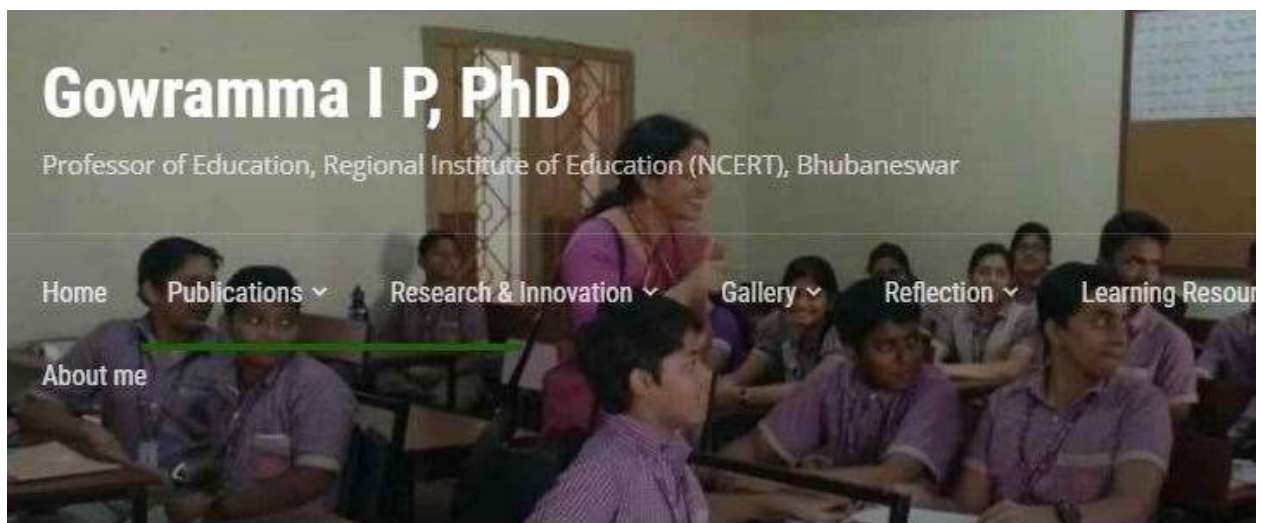 Gowramma I P, PhD
Professor of Education, Regional Institute of Education (NCERT), Bhubaneswar
Home Publications Research & Innovation Gallery Reflection Learning Resour
About me